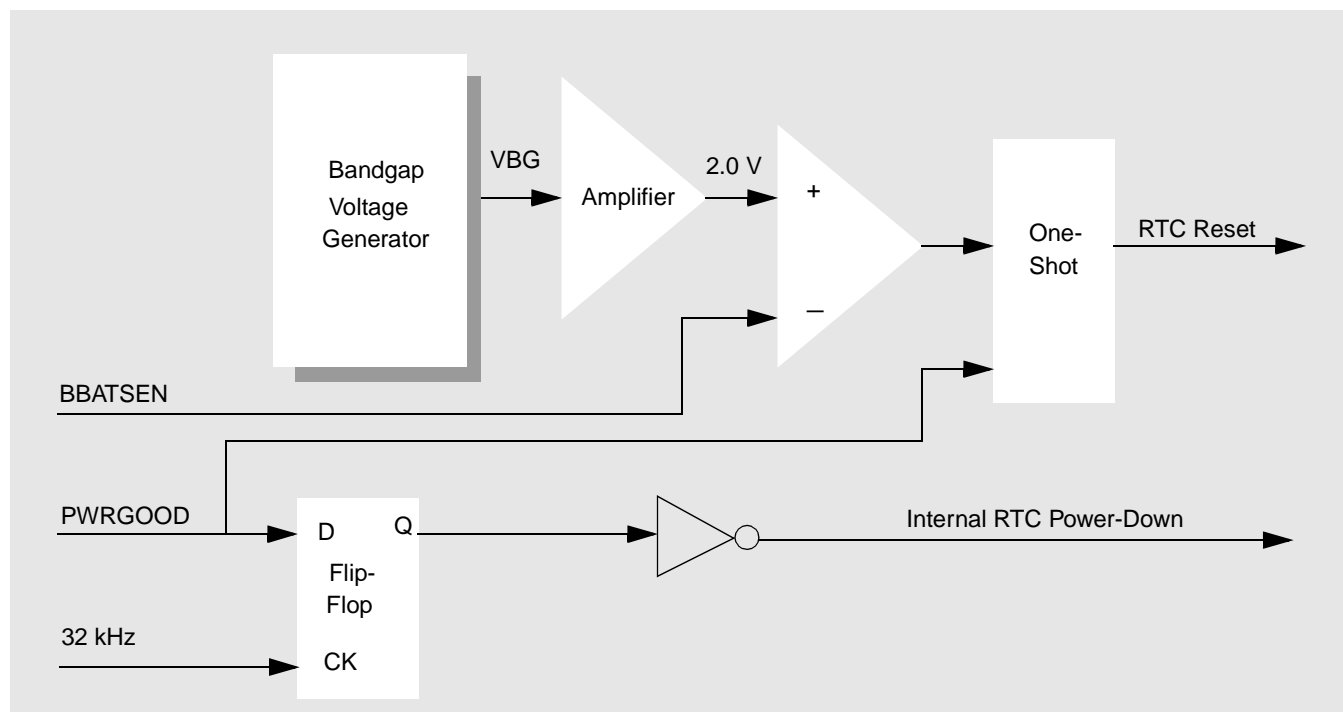 Bandgap
Voltage
Generator
VBG
Amplifier
2.0 V
+
–
One-
Shot
RTC Reset
BBATSEN
PWRGOOD
D
Q
Flip-
Flop
CK
32 kHz
Internal RTC Power-Down